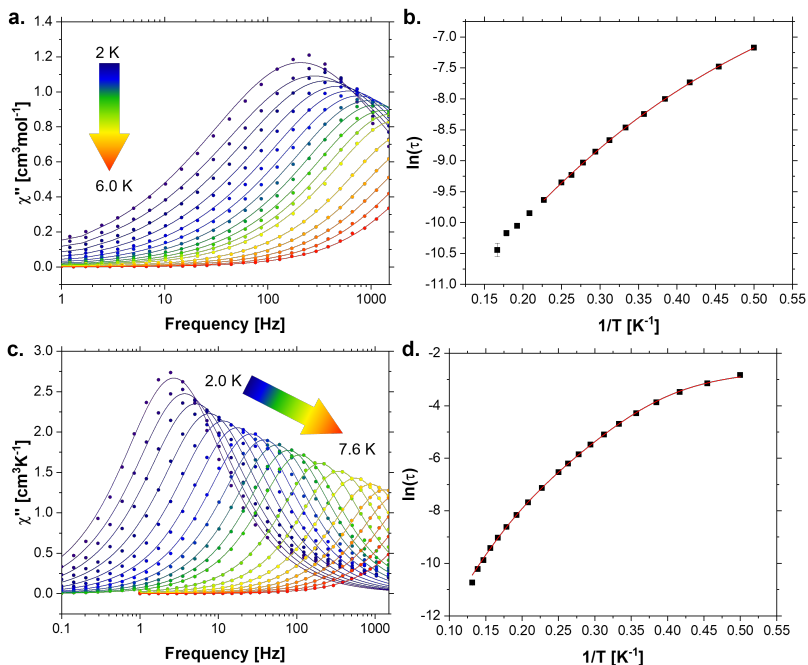 a.
χ'' [cm³mol⁻¹]
1.4
1.2
1.0
0.8
0.6
0.4
0.2
0.0
2 K
6.0 K
1 10 100 1000
Frequency [Hz]
b.
ln(τ)
-7.0
-7.5
-8.0
-8.5
-9.0
-9.5
-10.0
-10.5
-11.0
0.15 0.20 0.25 0.30 0.35 0.40 0.45 0.50 0.55
1/T [K⁻¹]
c.
χ'' [cm³K⁻¹]
3.0
2.5
2.0
1.5
1.0
0.5
0.0
2.0 K
7.6 K
0.1 1 10 100 1000
Frequency [Hz]
d.
ln(τ)
-2
-4
-6
-8
-10
-12
0.10 0.15 0.20 0.25 0.30 0.35 0.40 0.45 0.50 0.55
1/T [K⁻¹]